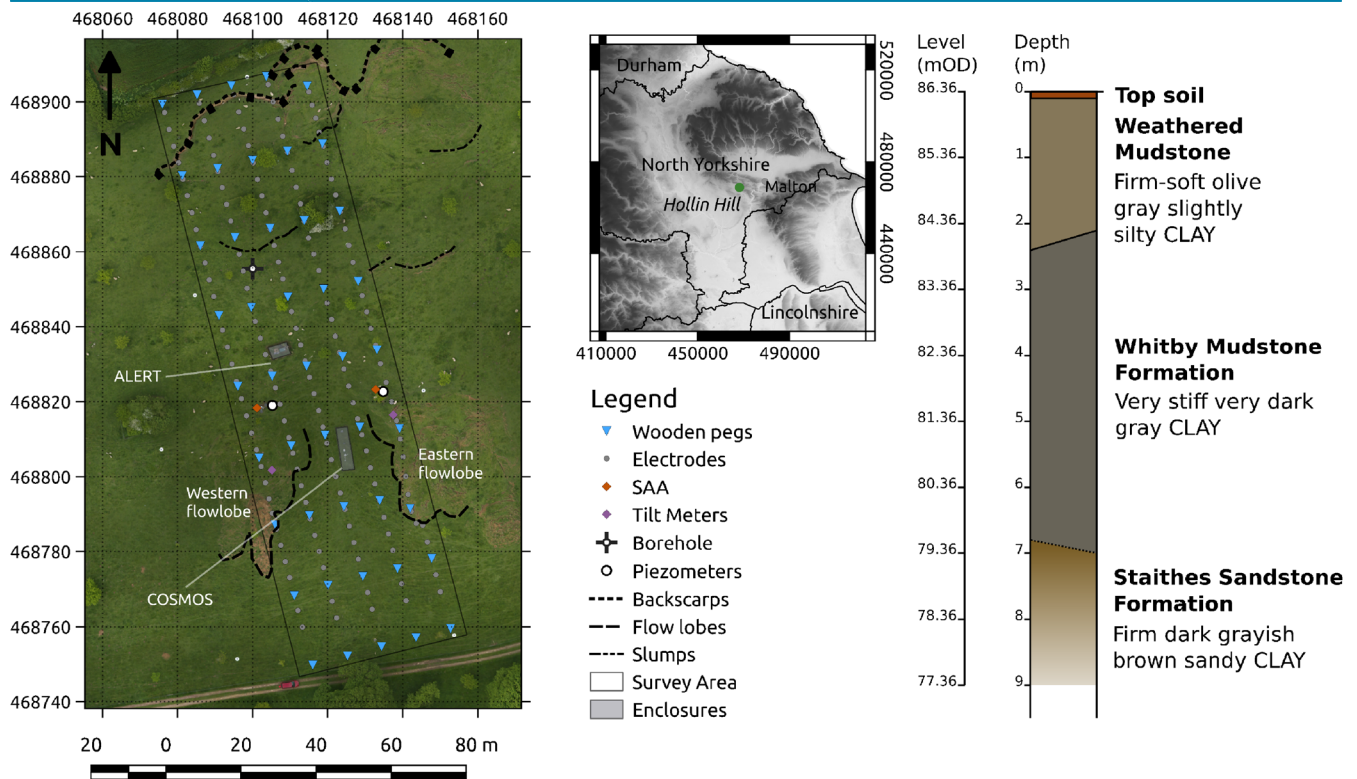 468060 468080 468100 468120 468140 468160
468900
468880
468860
468840
468820
468800
468780
468760
468740
N
ALERT
Western
flowlobe
Eastern
flowlobe
COSMOS
20 0 20 40 60 80 m
Durham
North Yorkshire
Malton
Hollin Hill
Lincolnshire
520000
480000
440000
410000 450000 490000
Legend
Wooden pegs
Electrodes
SAA
Tilt Meters
Borehole
Piezometers
Backscarps
Flow lobes
Slumps
Survey Area
Enclosures
Level
(mOD)
86.36
85.36
84.36
83.36
82.36
81.36
80.36
79.36
78.36
77.36
Depth
(m)
0
1
2
3
4
5
6
7
8
9
Top soil
Weathered
Mudstone
Firm-soft olive
gray slightly
silty CLAY
Whitby Mudstone
Formation
Very stiff very dark
gray CLAY
Staithes Sandstone
Formation
Firm dark grayish
brown sandy CLAY